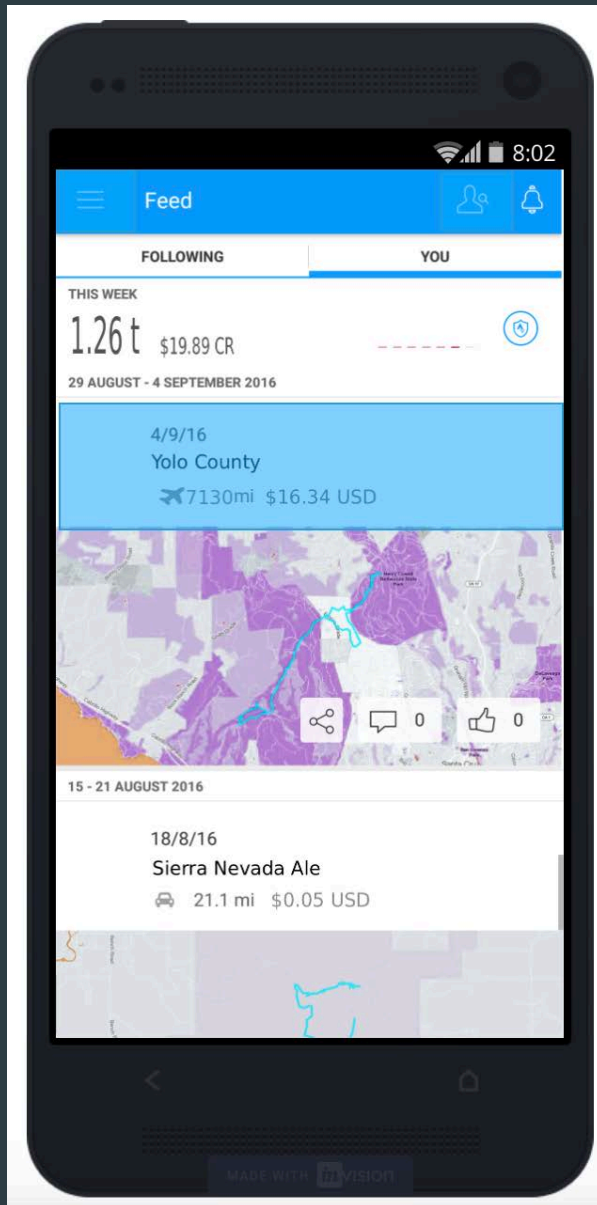 8:02
Feed
FOLLOWING YOU
THIS WEEK
1.26 t $19.89 CR
29 AUGUST - 4 SEPTEMBER 2016
4/9/16
Yolo County
7130mi $16.34 USD
0 0
15 - 21 AUGUST 2016
18/8/16
Sierra Nevada Ale
21.1 mi $0.05 USD
MADE WITH invision